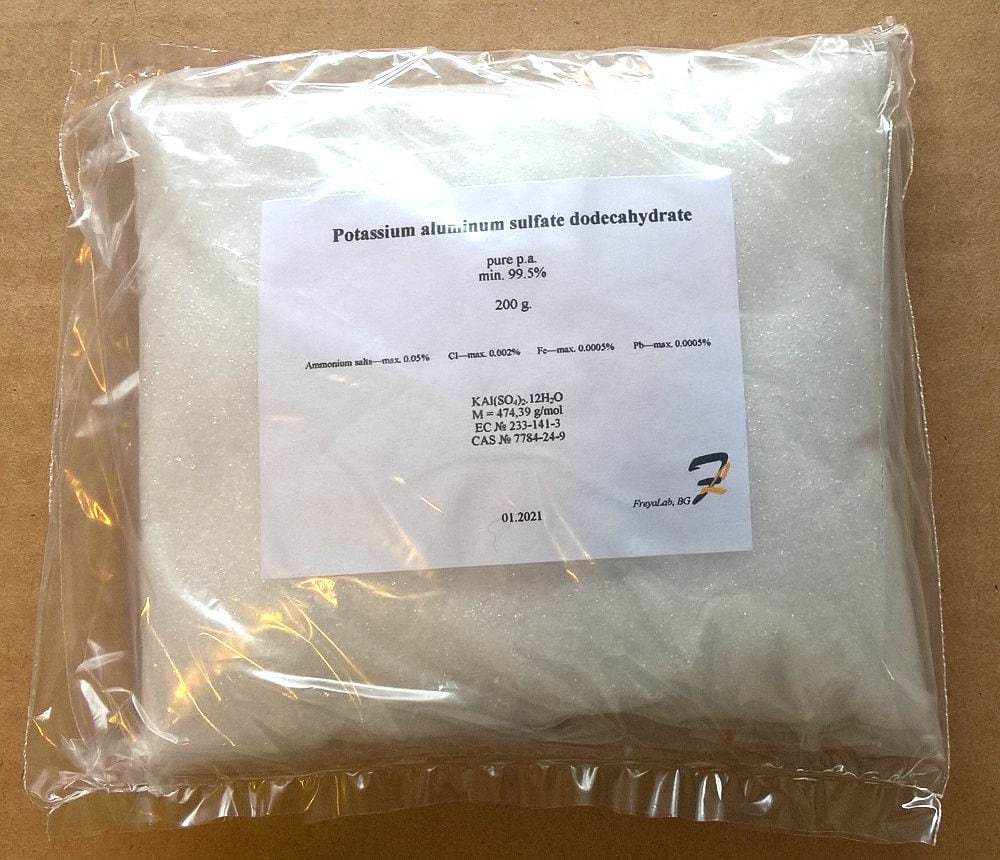 Potassium aluminum sulfate dodecahydrate
pure p.a.
min. 99.5%
200 g.
Ammonium salts—max. 0.05% Cl—max. 0.002% Fe—max. 0.0005% Pb—max. 0.0005%
KAl(SO₄)₂.12H₂O
M = 474,39 g/mol
EC № 233-141-3
CAS № 7784-24-9
FreyaLab, BG
01.2021